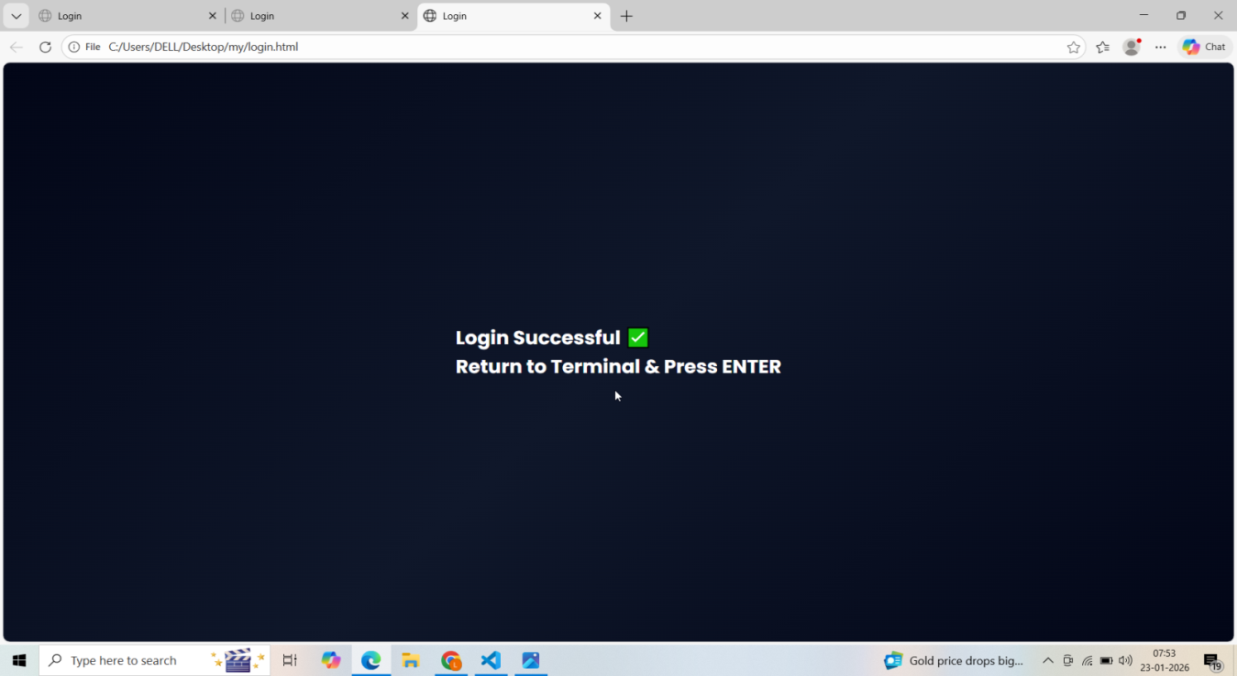 Login
Login
Login
File C:/Users/DELL/Desktop/my/login.html
Chat
Login Successful ✅
Return to Terminal & Press ENTER
Type here to search
Gold price drops big...
07:53
23-01-2026
19